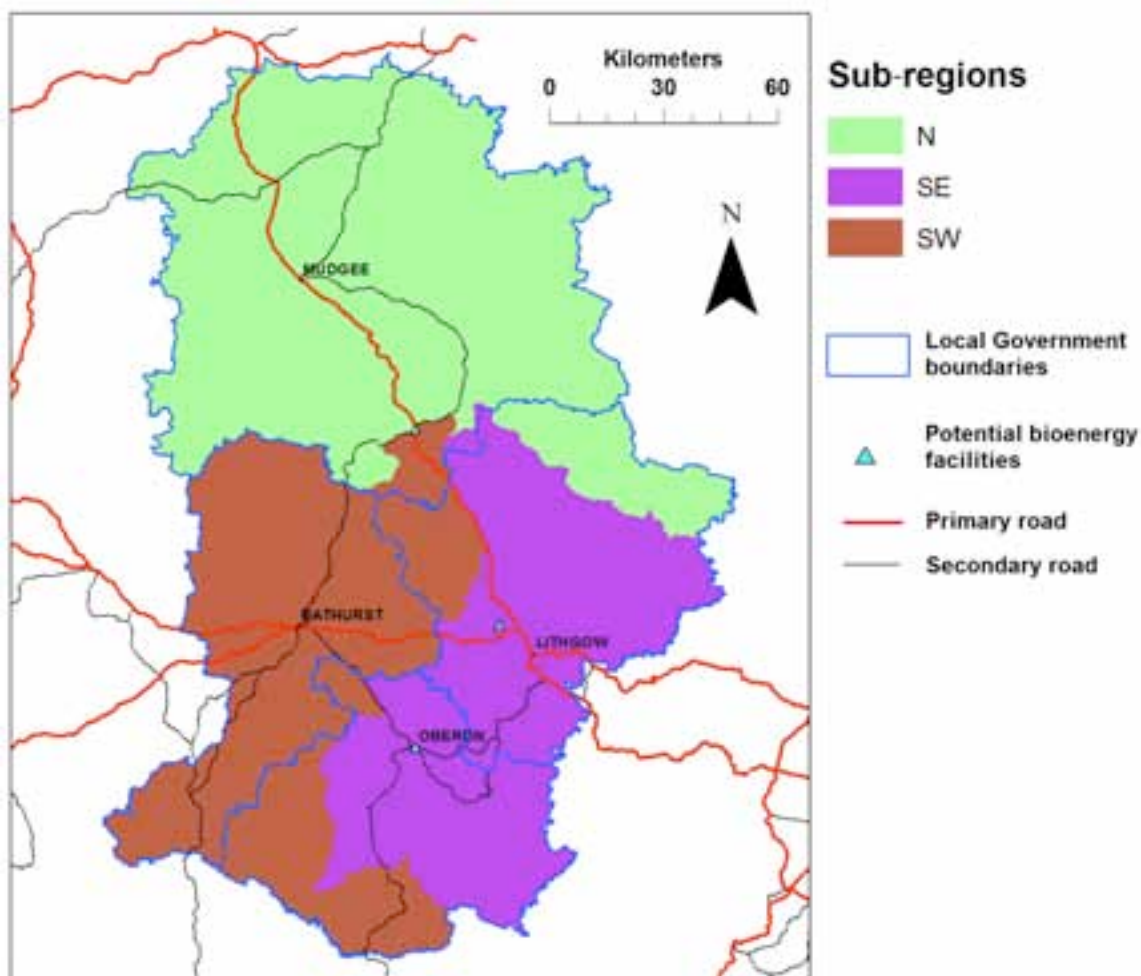 Kilometers
0 30 60
N
MUDGEE
BATHURST
LITHGOW
OBERON
Sub-regions
N
SE
SW
Local Government
boundaries
Potential bioenergy
facilities
Primary road
Secondary road